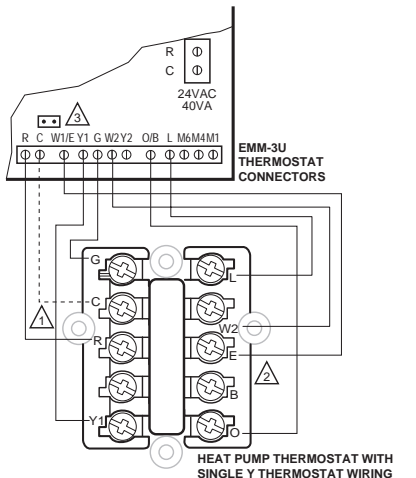 R
C
24VAC
40VA
3
R C W1/E Y1 G W2 Y2 O/B L M6 M4 M1
EMM-3U
THERMOSTAT
CONNECTORS
G
L
C
1
W2
R
E
2
B
Y1
O
HEAT PUMP THERMOSTAT WITH
SINGLE Y THERMOSTAT WIRING